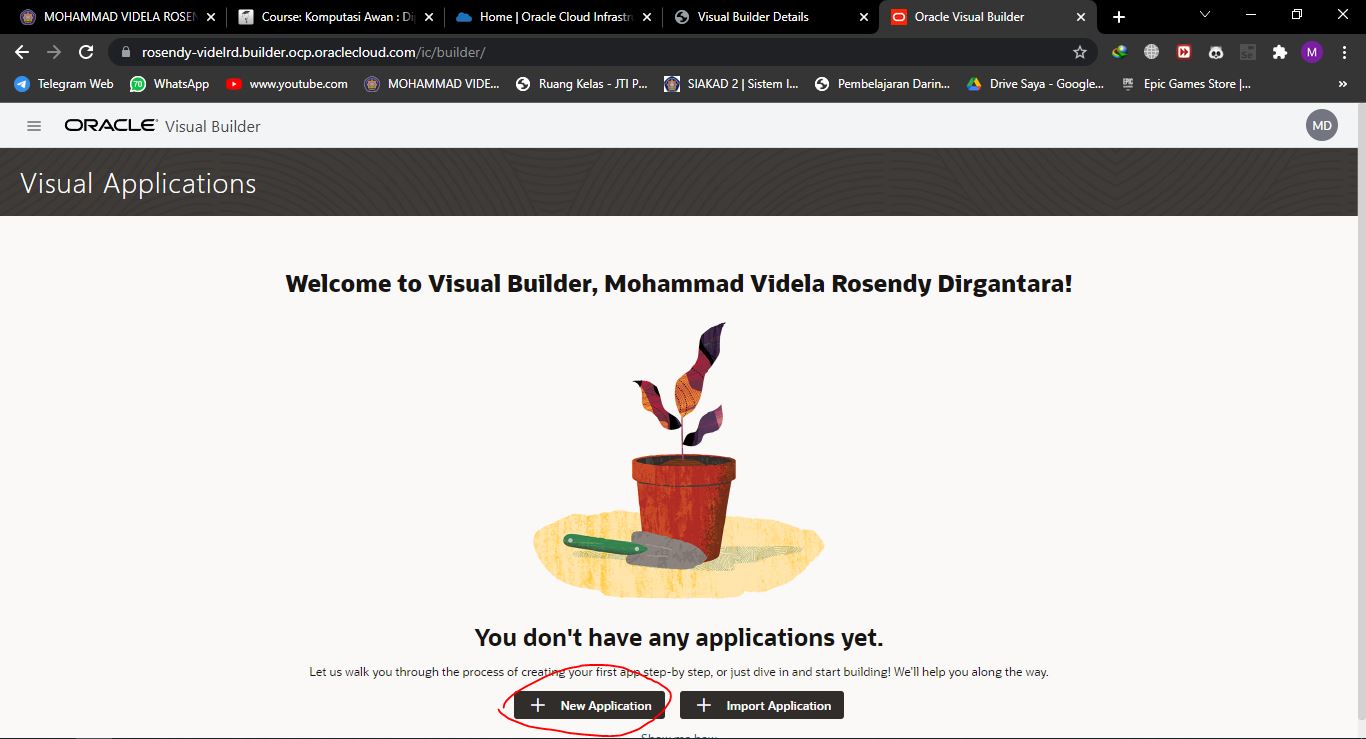 MOHAMMAD VIDELA ROSEN
Course: Komputasi Awan : Di
Home | Oracle Cloud Infrastr
Visual Builder Details
Oracle Visual Builder
rosendy-videlrd.builder.ocp.oraclecloud.com/ic/builder/
M
Telegram Web
WhatsApp
www.youtube.com
MOHAMMAD VIDE...
Ruang Kelas - JTI P...
SIAKAD 2 | Sistem I...
Pembelajaran Darin...
Drive Saya - Google...
Epic Games Store |...
ORACLE Visual Builder
MD
Visual Applications
Welcome to Visual Builder, Mohammad Videla Rosendy Dirgantara!
You don't have any applications yet.
Let us walk you through the process of creating your first app step-by step, or just dive in and start building! We'll help you along the way.
New Application
Import Application
Show me how